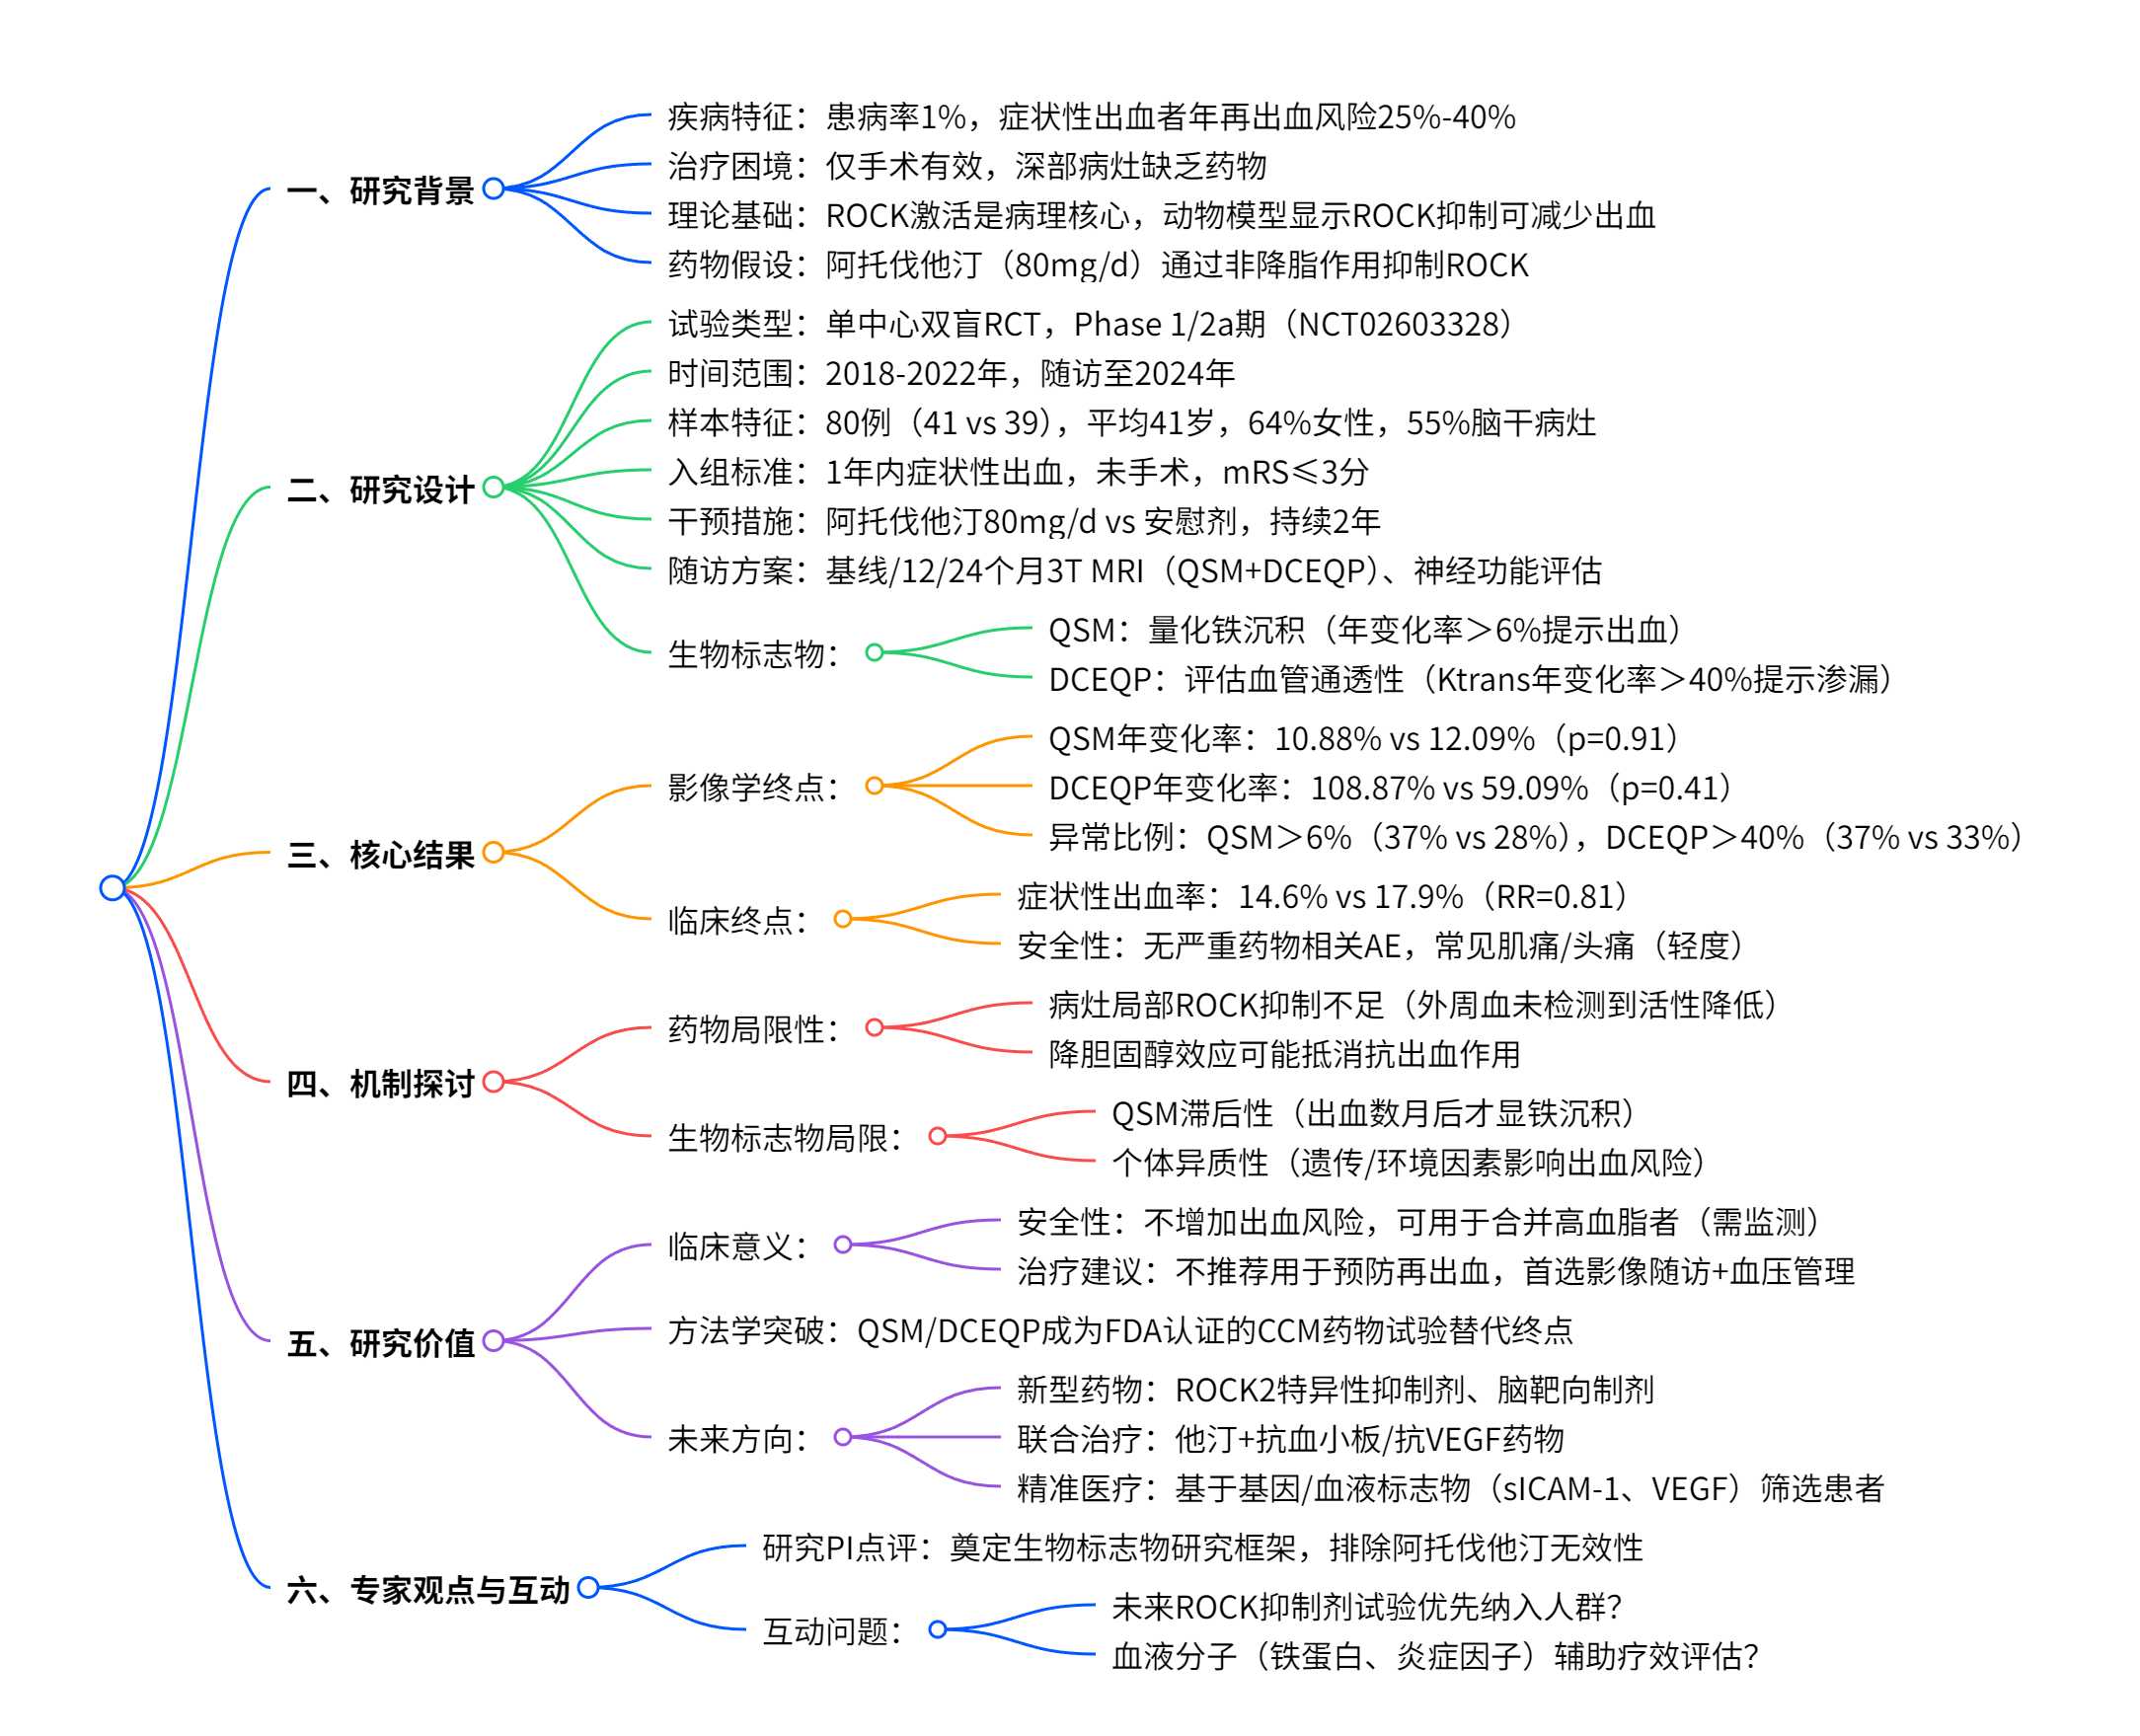 一、研究背景
疾病特征：患病率1%，症状性出血者年再出血风险25%-40%
治疗困境：仅手术有效，深部病灶缺乏药物
理论基础：ROCK激活是病理核心，动物模型显示ROCK抑制可减少出血
药物假设：阿托伐他汀（80mg/d）通过非降脂作用抑制ROCK
二、研究设计
试验类型：单中心双盲RCT，Phase 1/2a期（NCT02603328）
时间范围：2018-2022年，随访至2024年
样本特征：80例（41 vs 39），平均41岁，64%女性，55%脑干病灶
入组标准：1年内症状性出血，未手术，mRS≤3分
干预措施：阿托伐他汀80mg/d vs 安慰剂，持续2年
随访方案：基线/12/24个月3T MRI（QSM+DCEQP）、神经功能评估
生物标志物：
QSM：量化铁沉积（年变化率＞6%提示出血）
DCEQP：评估血管通透性（Ktrans年变化率＞40%提示渗漏）
三、核心结果
影像学终点：
QSM年变化率：10.88% vs 12.09%（p=0.91）
DCEQP年变化率：108.87% vs 59.09%（p=0.41）
异常比例：QSM＞6%（37% vs 28%），DCEQP＞40%（37% vs 33%）
临床终点：
症状性出血率：14.6% vs 17.9%（RR=0.81）
安全性：无严重药物相关AE，常见肌痛/头痛（轻度）
四、机制探讨
药物局限性：
病灶局部ROCK抑制不足（外周血未检测到活性降低）
降胆固醇效应可能抵消抗出血作用
生物标志物局限：
QSM滞后性（出血数月后才显铁沉积）
个体异质性（遗传/环境因素影响出血风险）
五、研究价值
临床意义：
安全性：不增加出血风险，可用于合并高血脂者（需监测）
治疗建议：不推荐用于预防再出血，首选影像随访+血压管理
方法学突破：QSM/DCEQP成为FDA认证的CCM药物试验替代终点
未来方向：
新型药物：ROCK2特异性抑制剂、脑靶向制剂
联合治疗：他汀+抗血小板/抗VEGF药物
精准医疗：基于基因/血液标志物（sICAM-1、VEGF）筛选患者
六、专家观点与互动
研究PI点评：奠定生物标志物研究框架，排除阿托伐他汀无效性
互动问题：
未来ROCK抑制剂试验优先纳入人群？
血液分子（铁蛋白、炎症因子）辅助疗效评估？